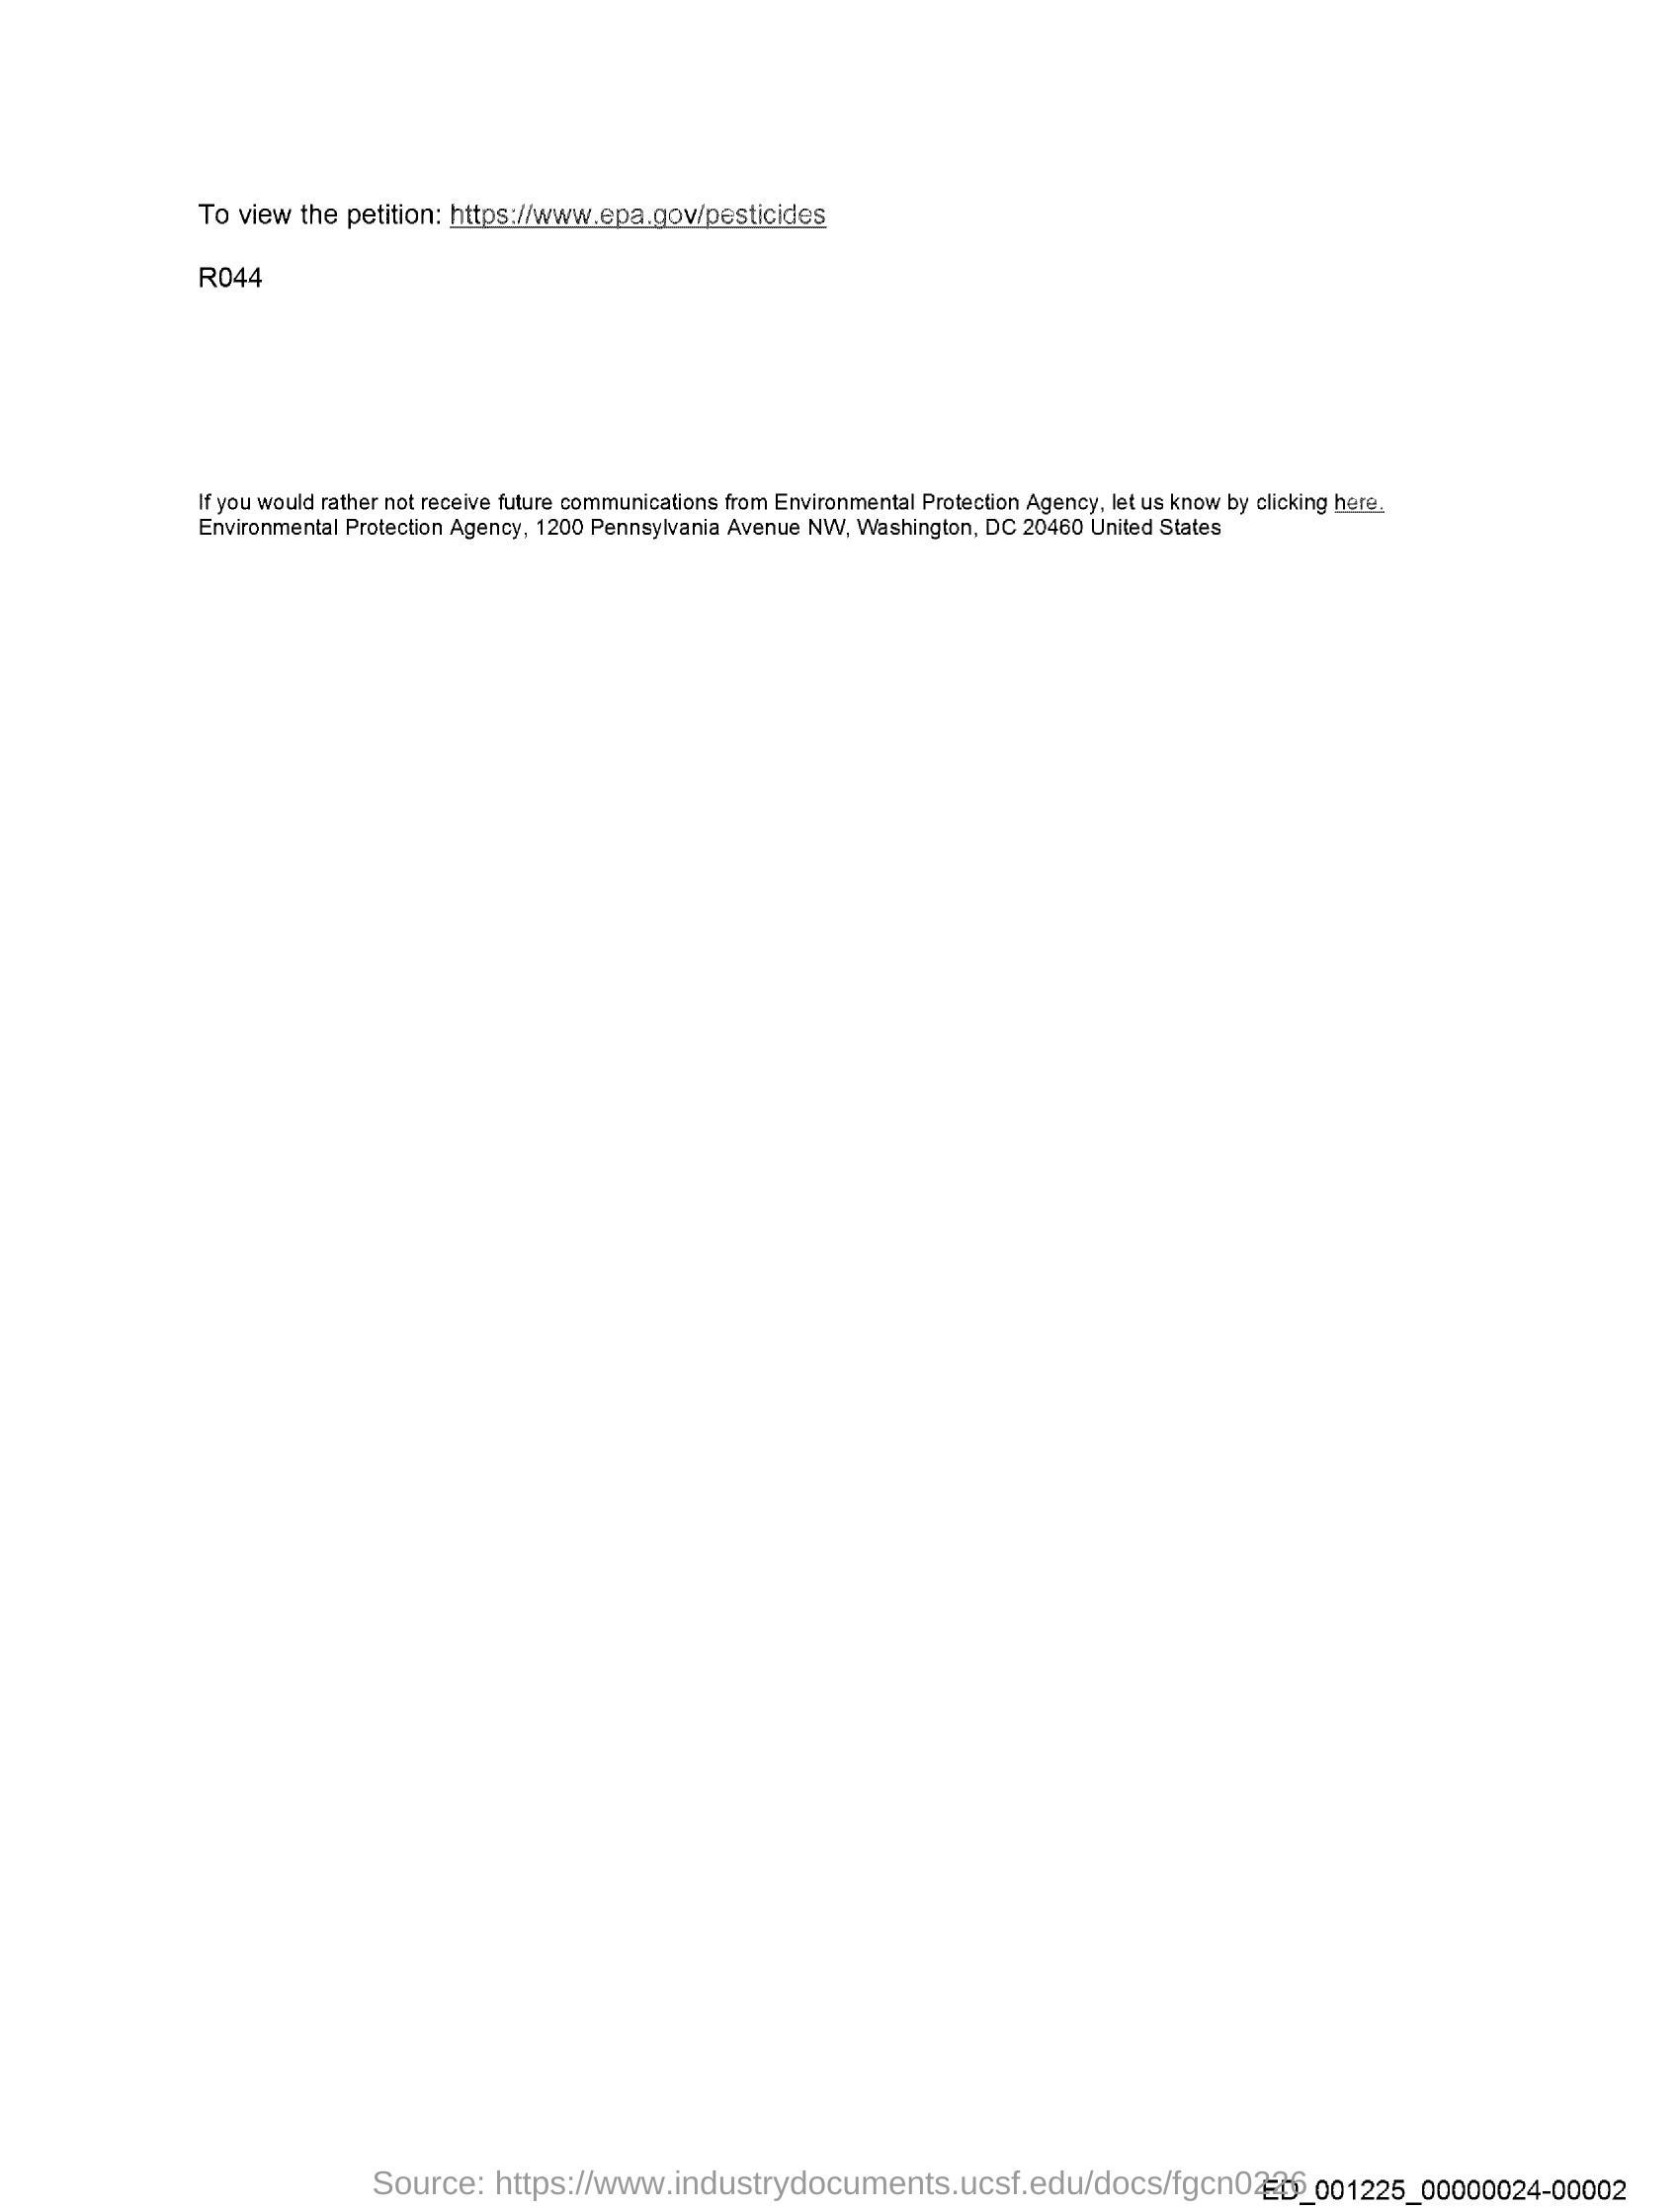 To view the petition: https://www.epa.gov/pesticides
R044
If you would rather not receive future communications from Environmental Protection Agency, let us know by clicking here.
Environmental Protection Agency, 1200 Pennsylvania Avenue NW, Washington, DC 20460 United States
Source: https://www.industrydocuments.ucsf.edu/docs/fgcn0226
ED_001225_00000024-00002